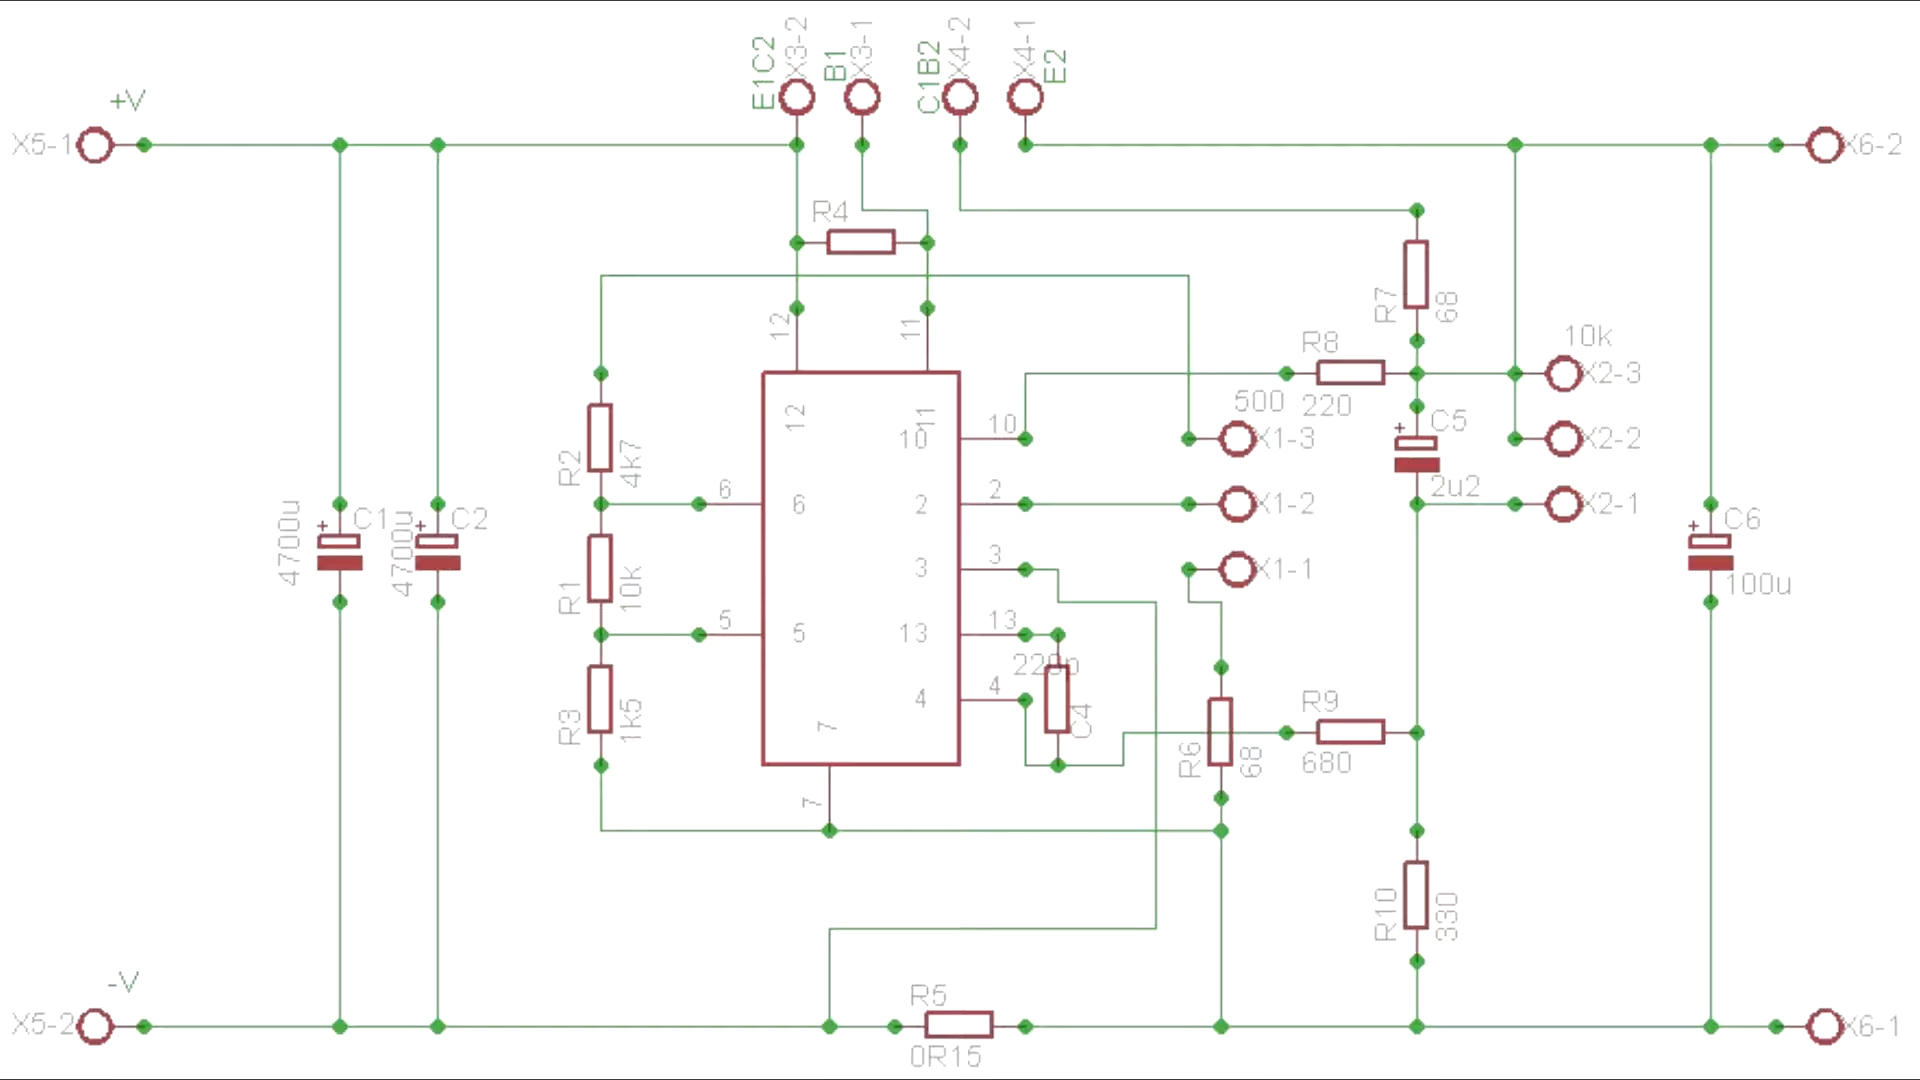 E1C2
X3-2
B1
X3-1
C1B2
X4-2
X4-1
E2
+V
X5-1
X6-2
R4
R7
68
12
11
R8
10k
X2-3
500
220
12
11
10
10
X1-3
C5
X2-2
R2
4k7
6
6
2
2
X1-2
2u2
X2-1
4700u
C1
4700u
C2
C6
100u
R1
10k
3
3
X1-1
5
5
13
13
220p
R3
1k5
4
4
C4
7
R6
68
R9
680
7
R10
330
-V
X5-2
R5
0R15
X6-1